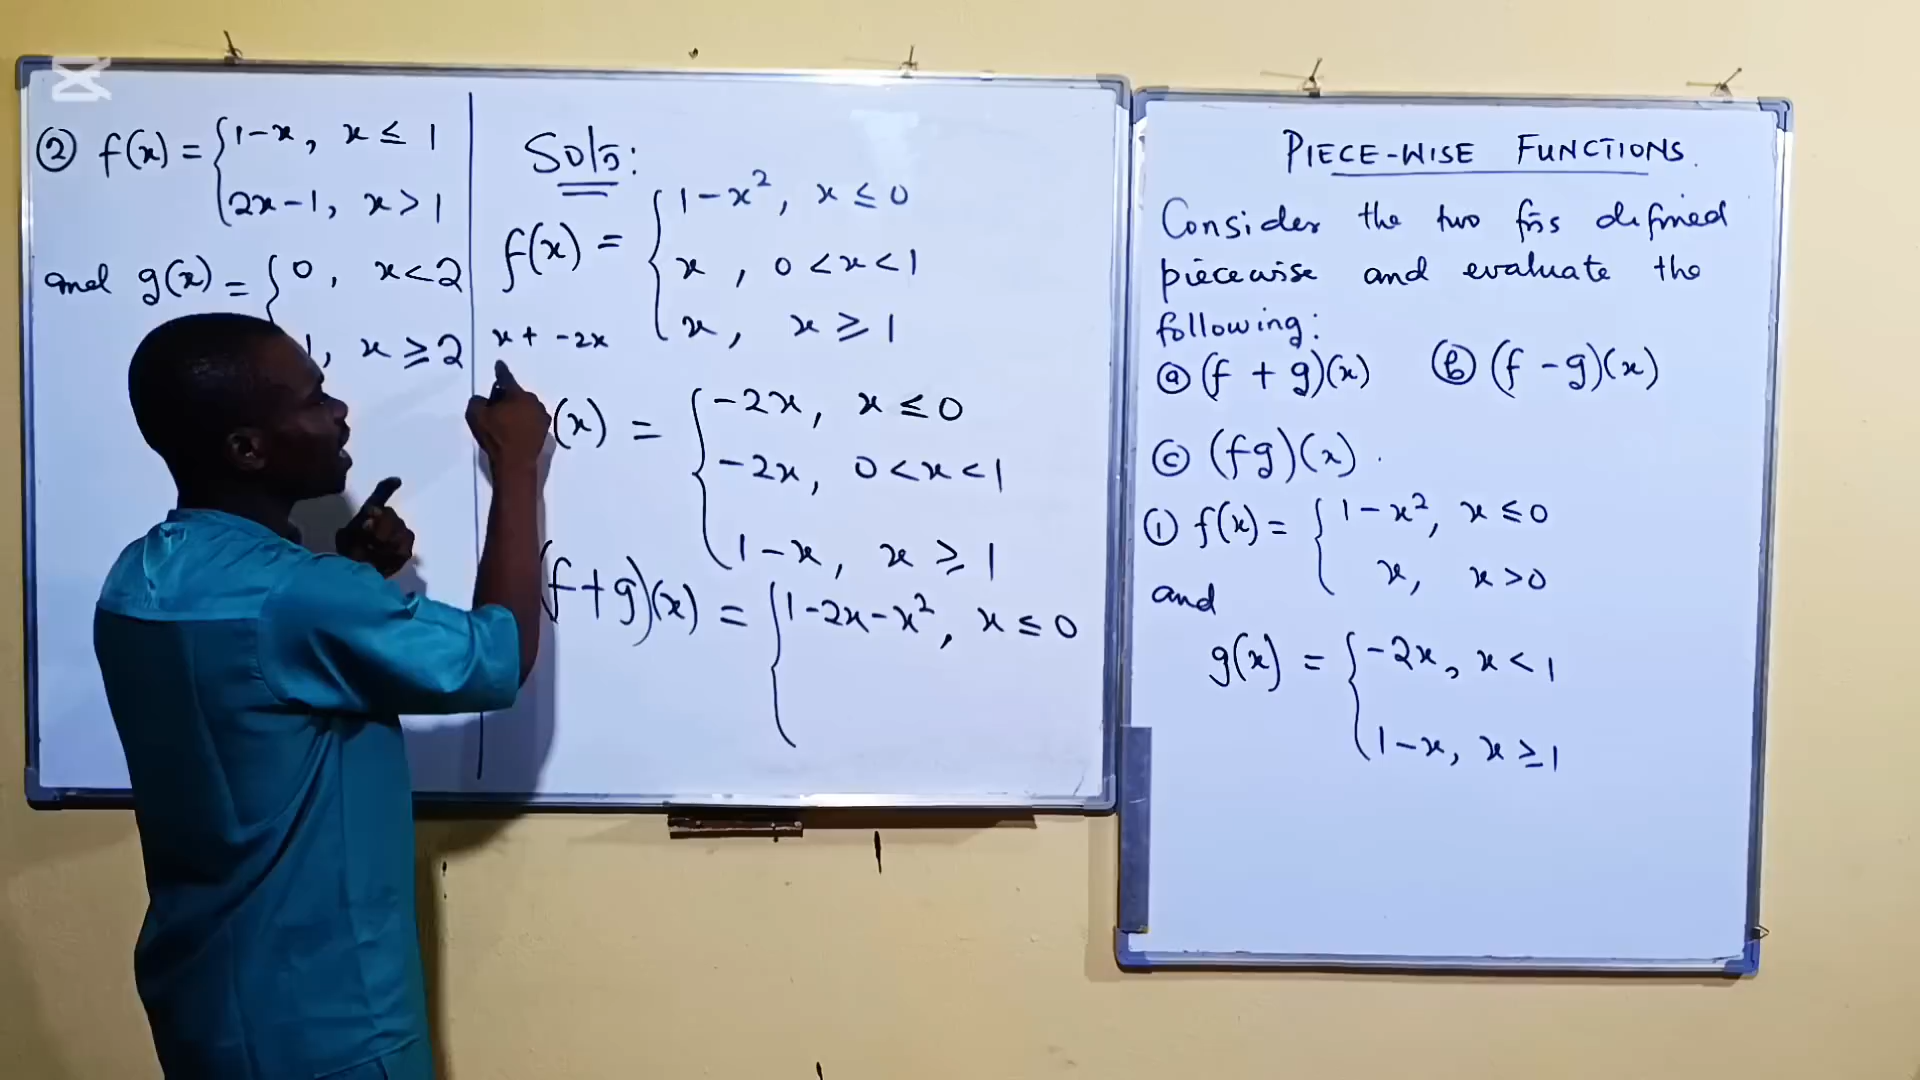 ② f(x) = { 1-x, x ≤ 1
2x-1, x > 1
and g(x) = { 0, x < 2
1, x ≥ 2
Solñ:
f(x) = { 1-x², x ≤ 0
x, 0 < x < 1
x, x ≥ 1
x + -2x
(x) = { -2x, x ≤ 0
-2x, 0 < x < 1
1-x, x ≥ 1
(f+g)(x) = { 1-2x-x², x ≤ 0
PIECE-WISE FUNCTIONS.
Consider the two fñs defined
piecewise and evaluate the
following:
ⓐ (f + g)(x) ⓑ (f - g)(x)
ⓒ (fg)(x).
① f(x) = { 1-x², x ≤ 0
x, x > 0
and
g(x) = { -2x, x < 1
1-x, x ≥ 1